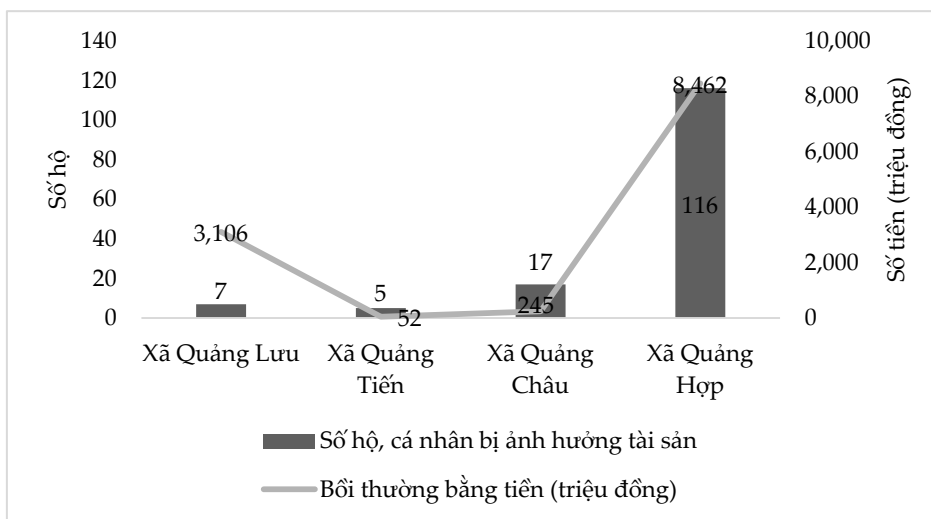 140
120
100
80
60
40
20
0
Số hộ
10,000
8,000
6,000
4,000
2,000
0
Số tiền (triệu đồng)
3,106
7
5
52
17
245
8,462
116
Xã Quảng Lưu
Xã Quảng
Tiến
Xã Quảng
Châu
Xã Quảng
Hợp
Số hộ, cá nhân bị ảnh hưởng tài sản
Bồi thường bằng tiền (triệu đồng)